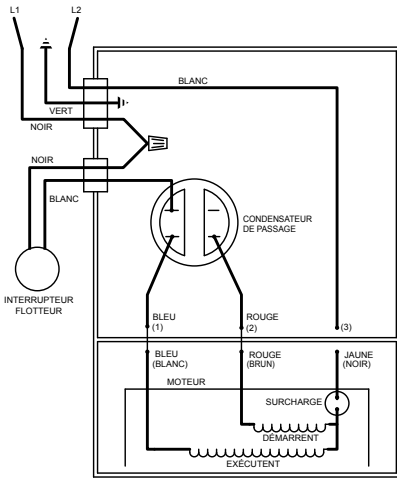 L1
L2
BLANC
VERT
NOIR
NOIR
BLANC
CONDENSATEUR
DE PASSAGE
INTERRUPTEUR
FLOTTEUR
BLEU
(1)
ROUGE
(2)
(3)
BLEU
(BLANC)
ROUGE
(BRUN)
JAUNE
(NOIR)
MOTEUR
SURCHARGE
DÉMARRENT
EXÉCUTENT